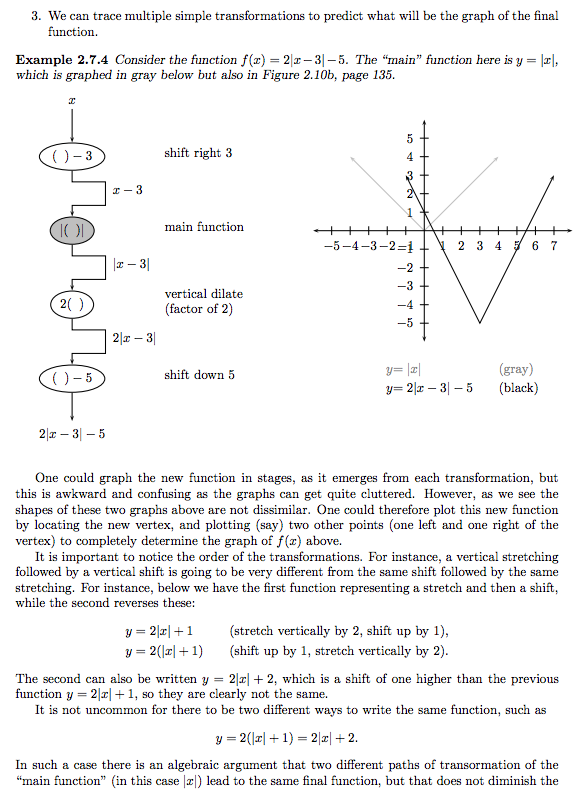 3. We can trace multiple simple transformations to predict what will be the graph of the final
function.
Example 2.7.4 Consider the function f(x) = 2|x − 3| − 5. The “main” function here is y = |x|,
which is graphed in gray below but also in Figure 2.10b, page 135.
x
( ) − 3
shift right 3
x − 3
|( )|
main function
|x − 3|
2( )
vertical dilate
(factor of 2)
2|x − 3|
( ) − 5
shift down 5
2|x − 3| − 5
5
4
3
2
1
−5 −4 −3 −2 −1 1 2 3 4 5 6 7
−2
−3
−4
−5
y= |x| (gray)
y= 2|x − 3| − 5 (black)
One could graph the new function in stages, as it emerges from each transformation, but
this is awkward and confusing as the graphs can get quite cluttered. However, as we see the
shapes of these two graphs above are not dissimilar. One could therefore plot this new function
by locating the new vertex, and plotting (say) two other points (one left and one right of the
vertex) to completely determine the graph of f(x) above.
It is important to notice the order of the transformations. For instance, a vertical stretching
followed by a vertical shift is going to be very different from the same shift followed by the same
stretching. For instance, below we have the first function representing a stretch and then a shift,
while the second reverses these:
y = 2|x| + 1 (stretch vertically by 2, shift up by 1),
y = 2(|x| + 1) (shift up by 1, stretch vertically by 2).
The second can also be written y = 2|x| + 2, which is a shift of one higher than the previous
function y = 2|x| + 1, so they are clearly not the same.
It is not uncommon for there to be two different ways to write the same function, such as
y = 2(|x| + 1) = 2|x| + 2.
In such a case there is an algebraic argument that two different paths of transormation of the
“main function” (in this case |x|) lead to the same final function, but that does not diminish the